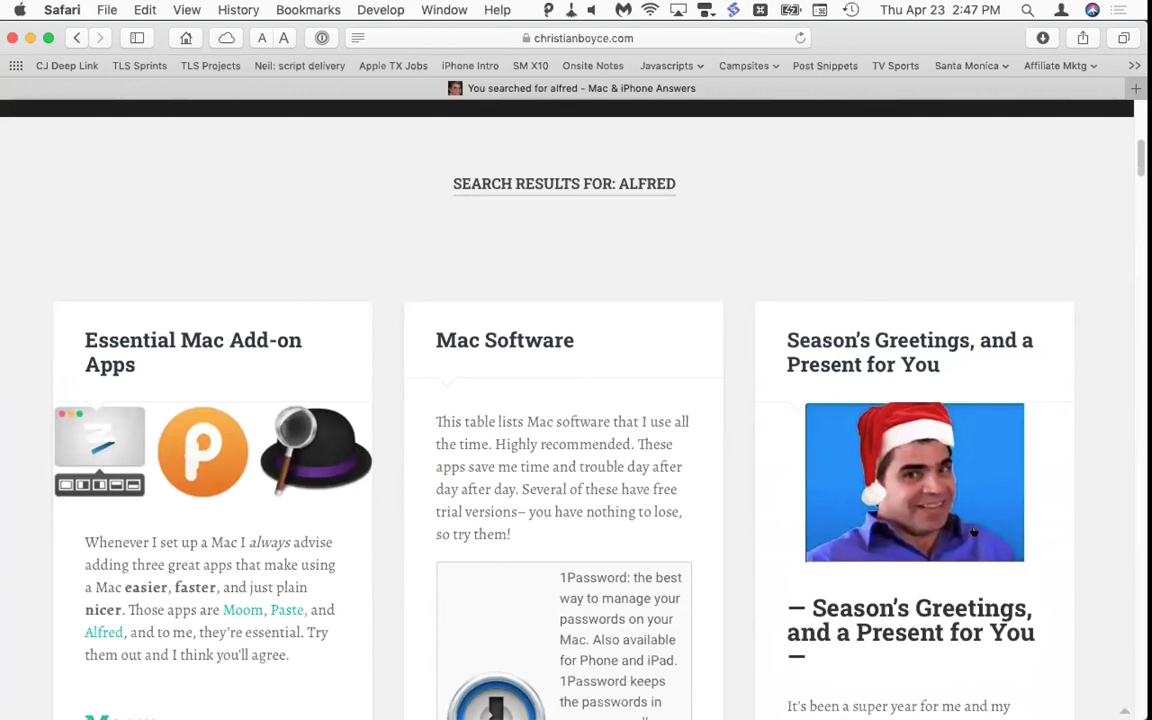 Safari File Edit View History Bookmarks Develop Window Help Thu Apr 23 2:47 PM
A A christianboyce.com
CJ Deep Link TLS Sprints TLS Projects Neil: script delivery Apple TX Jobs iPhone Intro SM X10 Onsite Notes Javascripts Campsites Post Snippets TV Sports Santa Monica Affiliate Mktg
You searched for alfred - Mac & iPhone Answers
SEARCH RESULTS FOR: ALFRED
Essential Mac Add-on
Apps
Whenever I set up a Mac I always advise
adding three great apps that make using
a Mac easier, faster, and just plain
nicer. Those apps are Moom, Paste, and
Alfred, and to me, they're essential. Try
them out and I think you'll agree.
Mac Software
This table lists Mac software that I use all
the time. Highly recommended. These
apps save me time and trouble day after
day after day. Several of these have free
trial versions– you have nothing to lose,
so try them!
1Password: the best
way to manage your
passwords on your
Mac. Also available
for Phone and iPad.
1Password keeps
the passwords in
Season's Greetings, and a
Present for You
— Season's Greetings,
and a Present for You
—
It's been a super year for me and my